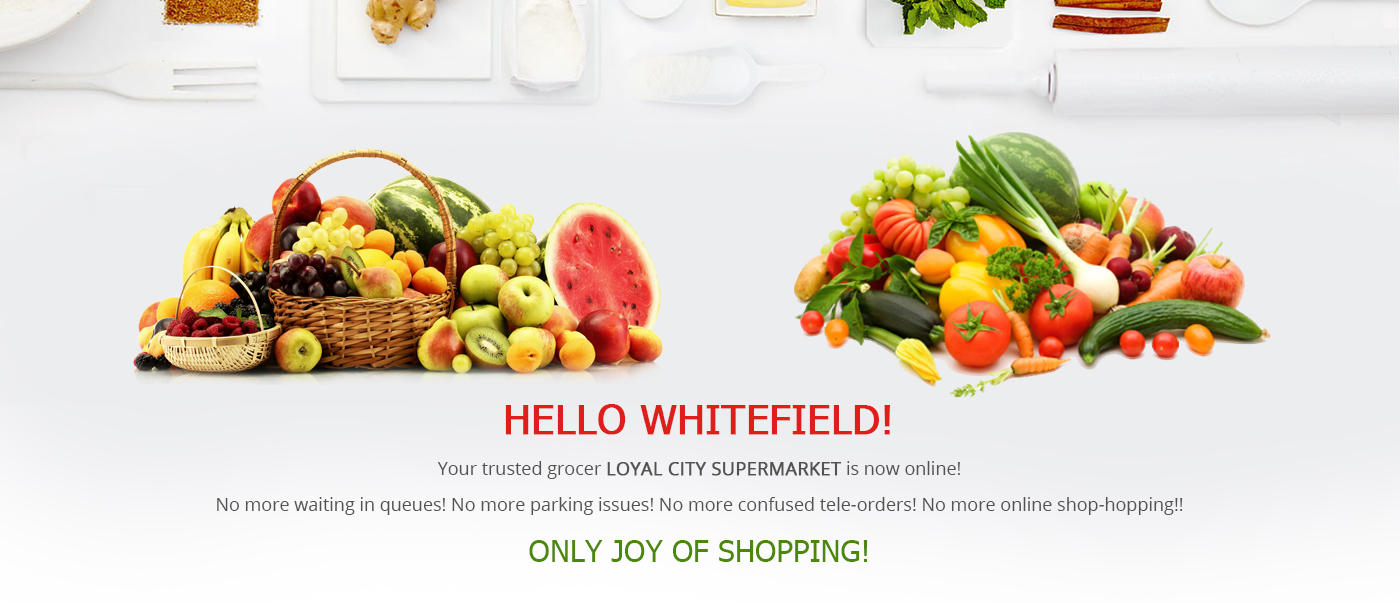 HELLO WHITEFIELD!
Your trusted grocer LOYAL CITY SUPERMARKET is now online!
No more waiting in queues! No more parking issues! No more confused tele-orders! No more online shop-hopping!!
ONLY JOY OF SHOPPING!